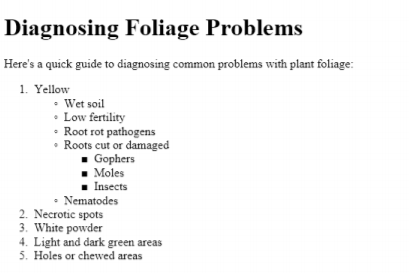 Diagnosing Foliage Problems
Here's a quick guide to diagnosing common problems with plant foliage:
1. Yellow
◦ Wet soil
◦ Low fertility
◦ Root rot pathogens
◦ Roots cut or damaged
▪ Gophers
▪ Moles
▪ Insects
◦ Nematodes
2. Necrotic spots
3. White powder
4. Light and dark green areas
5. Holes or chewed areas